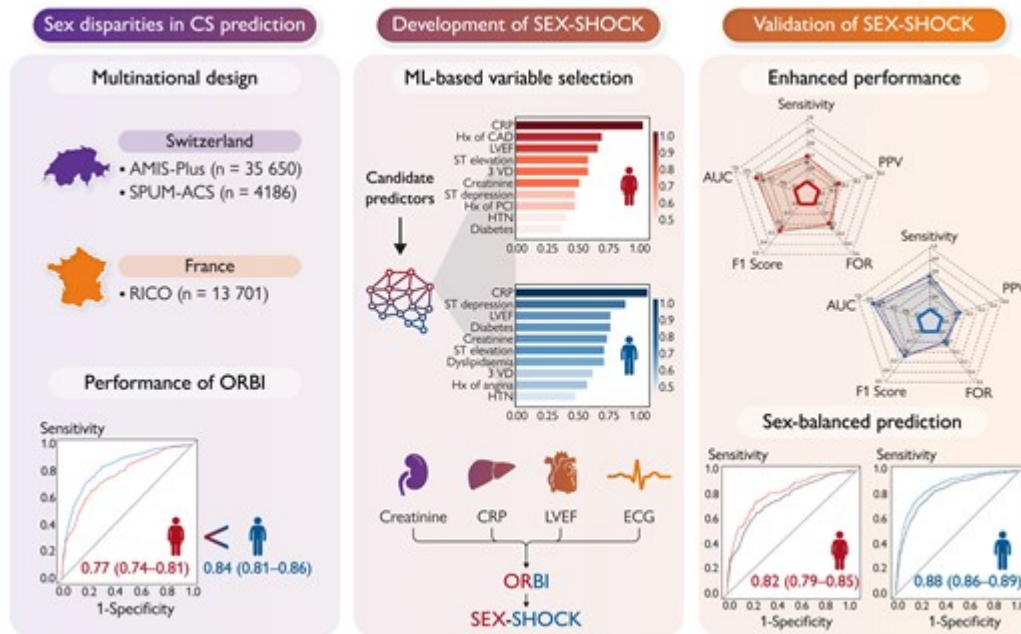 Sex disparities in CS prediction
Multinational design
Switzerland
• AMIS-Plus (n = 35 650)
• SPUM-ACS (n = 4186)
France
• RICO (n = 13 701)
Performance of ORBI
Sensitivity
1.0
0.8
0.6
0.4
0.2
0.0
0.77 (0.74–0.81)
<
0.84 (0.81–0.86)
0.0 0.2 0.4 0.6 0.8 1.0
1-Specificity
Development of SEX-SHOCK
ML-based variable selection
Candidate
predictors
CRP
Hx of CAD
LVEF
ST elevation
3 VD
Creatinine
ST depression
Hx of PCI
HTN
Diabetes
0.00 0.25 0.50 0.75 1.00
1.0
0.9
0.8
0.7
0.6
0.5
CRP
ST depression
LVEF
Diabetes
Creatinine
ST elevation
Dyslipidaemia
3 VD
Hx of angina
HTN
0.00 0.25 0.50 0.75 1.00
1.0
0.9
0.8
0.7
0.6
0.5
Creatinine CRP LVEF ECG
ORBI
SEX-SHOCK
Validation of SEX-SHOCK
Enhanced performance
Sensitivity
PPV
FOR
F1 Score
AUC
Sensitivity
PPV
FOR
F1 Score
AUC
Sex-balanced prediction
Sensitivity
1.0
0.8
0.6
0.4
0.2
0.0
0.82 (0.79–0.85)
0.0 0.2 0.4 0.6 0.8 1.0
1-Specificity
Sensitivity
1.0
0.8
0.6
0.4
0.2
0.0
0.88 (0.86–0.89)
0.0 0.2 0.4 0.6 0.8 1.0
1-Specificity